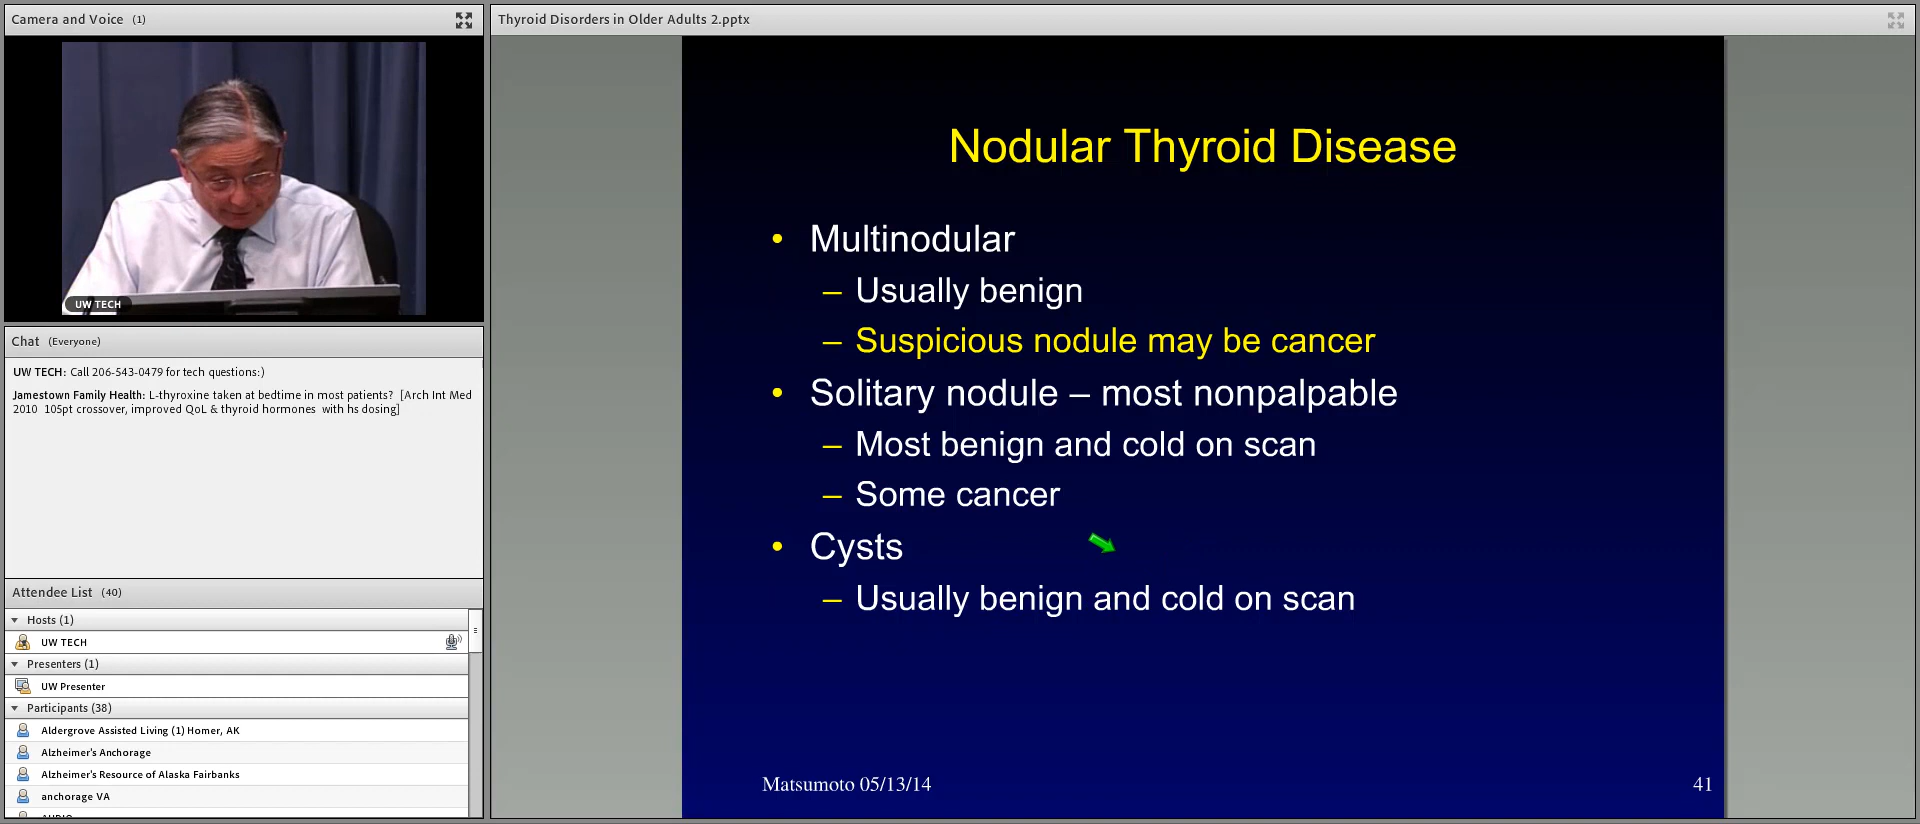 Camera and Voice (1)
UW TECH
Chat (Everyone)
UW TECH: Call 206-543-0479 for tech questions:)
Jamestown Family Health: L-thyroxine taken at bedtime in most patients? [Arch Int Med
2010 105pt crossover, improved QoL & thyroid hormones with hs dosing]
Attendee List (40)
Hosts (1)
UW TECH
Presenters (1)
UW Presenter
Participants (38)
Aldergrove Assisted Living (1) Homer, AK
Alzheimer's Anchorage
Alzheimer's Resource of Alaska Fairbanks
anchorage VA
Thyroid Disorders in Older Adults 2.pptx
Nodular Thyroid Disease
• Multinodular
– Usually benign
– Suspicious nodule may be cancer
• Solitary nodule – most nonpalpable
– Most benign and cold on scan
– Some cancer
• Cysts
– Usually benign and cold on scan
Matsumoto 05/13/14
41